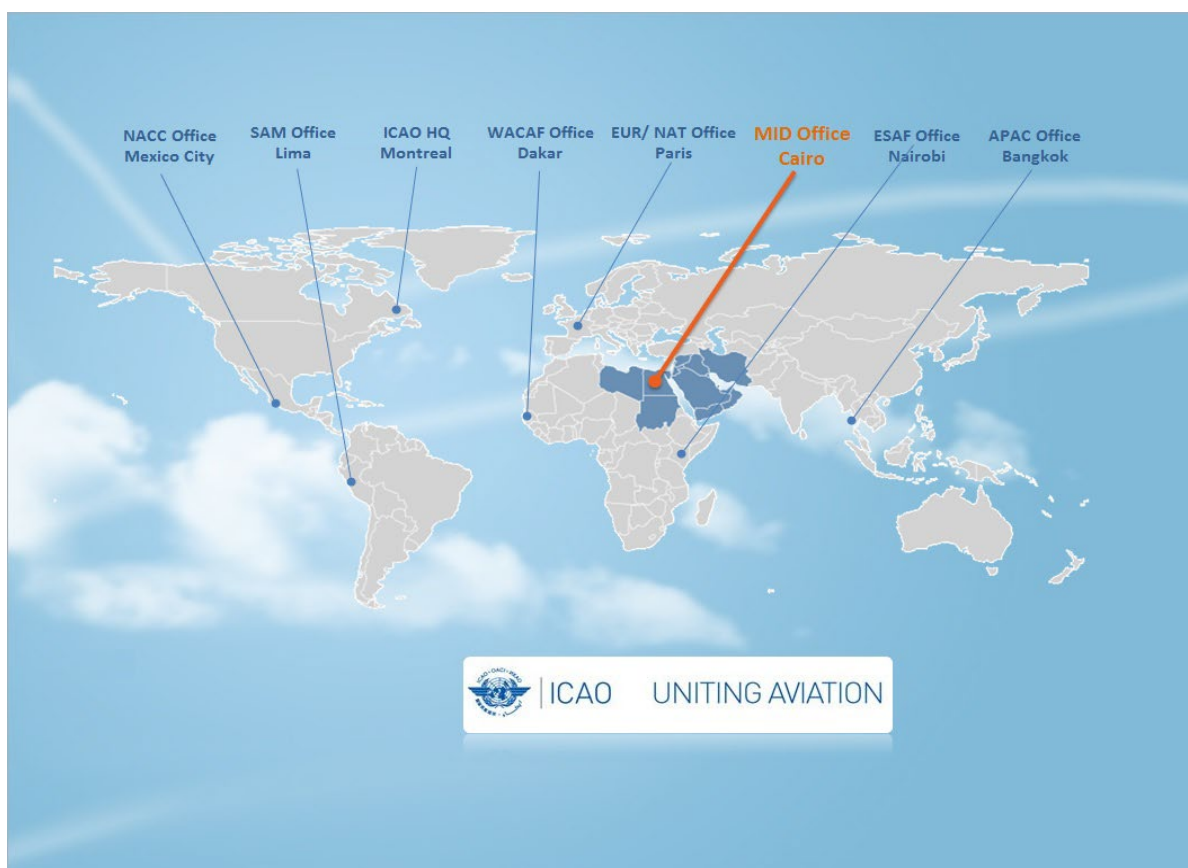 NACC Office
Mexico City
SAM Office
Lima
ICAO HQ
Montreal
WACAF Office
Dakar
EUR/ NAT Office
Paris
MID Office
Cairo
ESAF Office
Nairobi
APAC Office
Bangkok
ICAO UNITING AVIATION